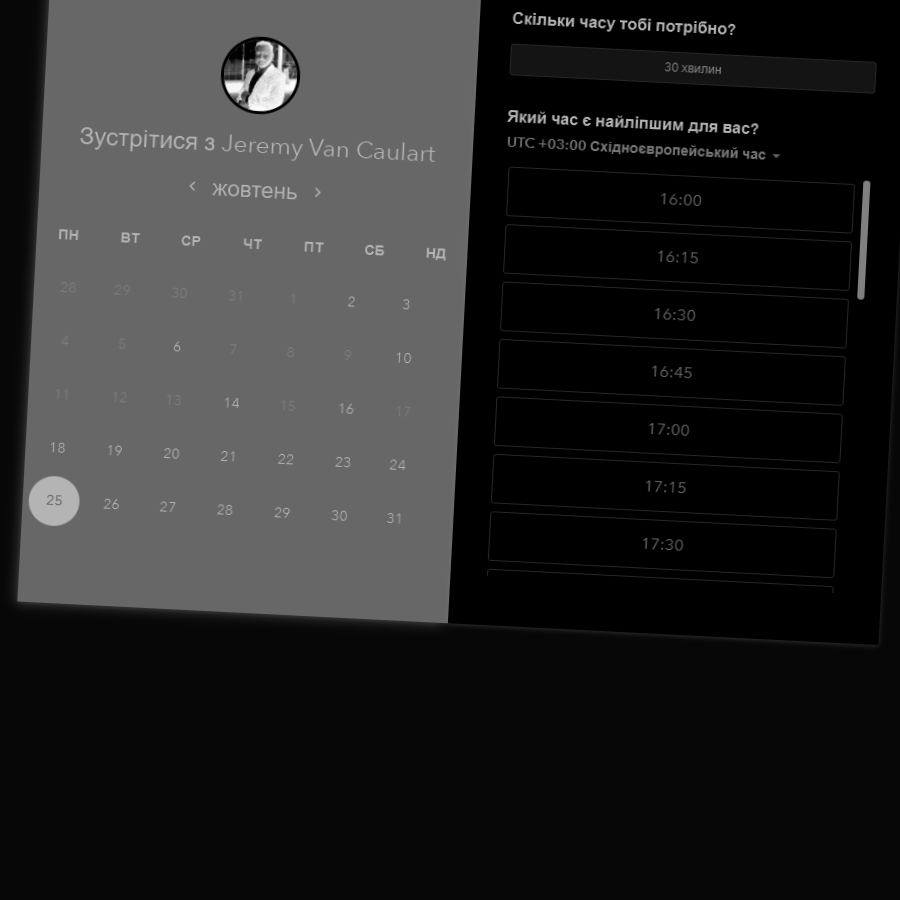 Зустрітися з Jeremy Van Caulart
жовтень
ПН ВТ СР ЧТ ПТ СБ НД
28 29 30 31 1 2 3
4 5 6 7 8 9 10
11 12 13 14 15 16 17
18 19 20 21 22 23 24
25 26 27 28 29 30 31
Скільки часу тобі потрібно?
30 хвилин
Який час є найліпшим для вас?
UTC +03:00 Східноєвропейський час
16:00
16:15
16:30
16:45
17:00
17:15
17:30